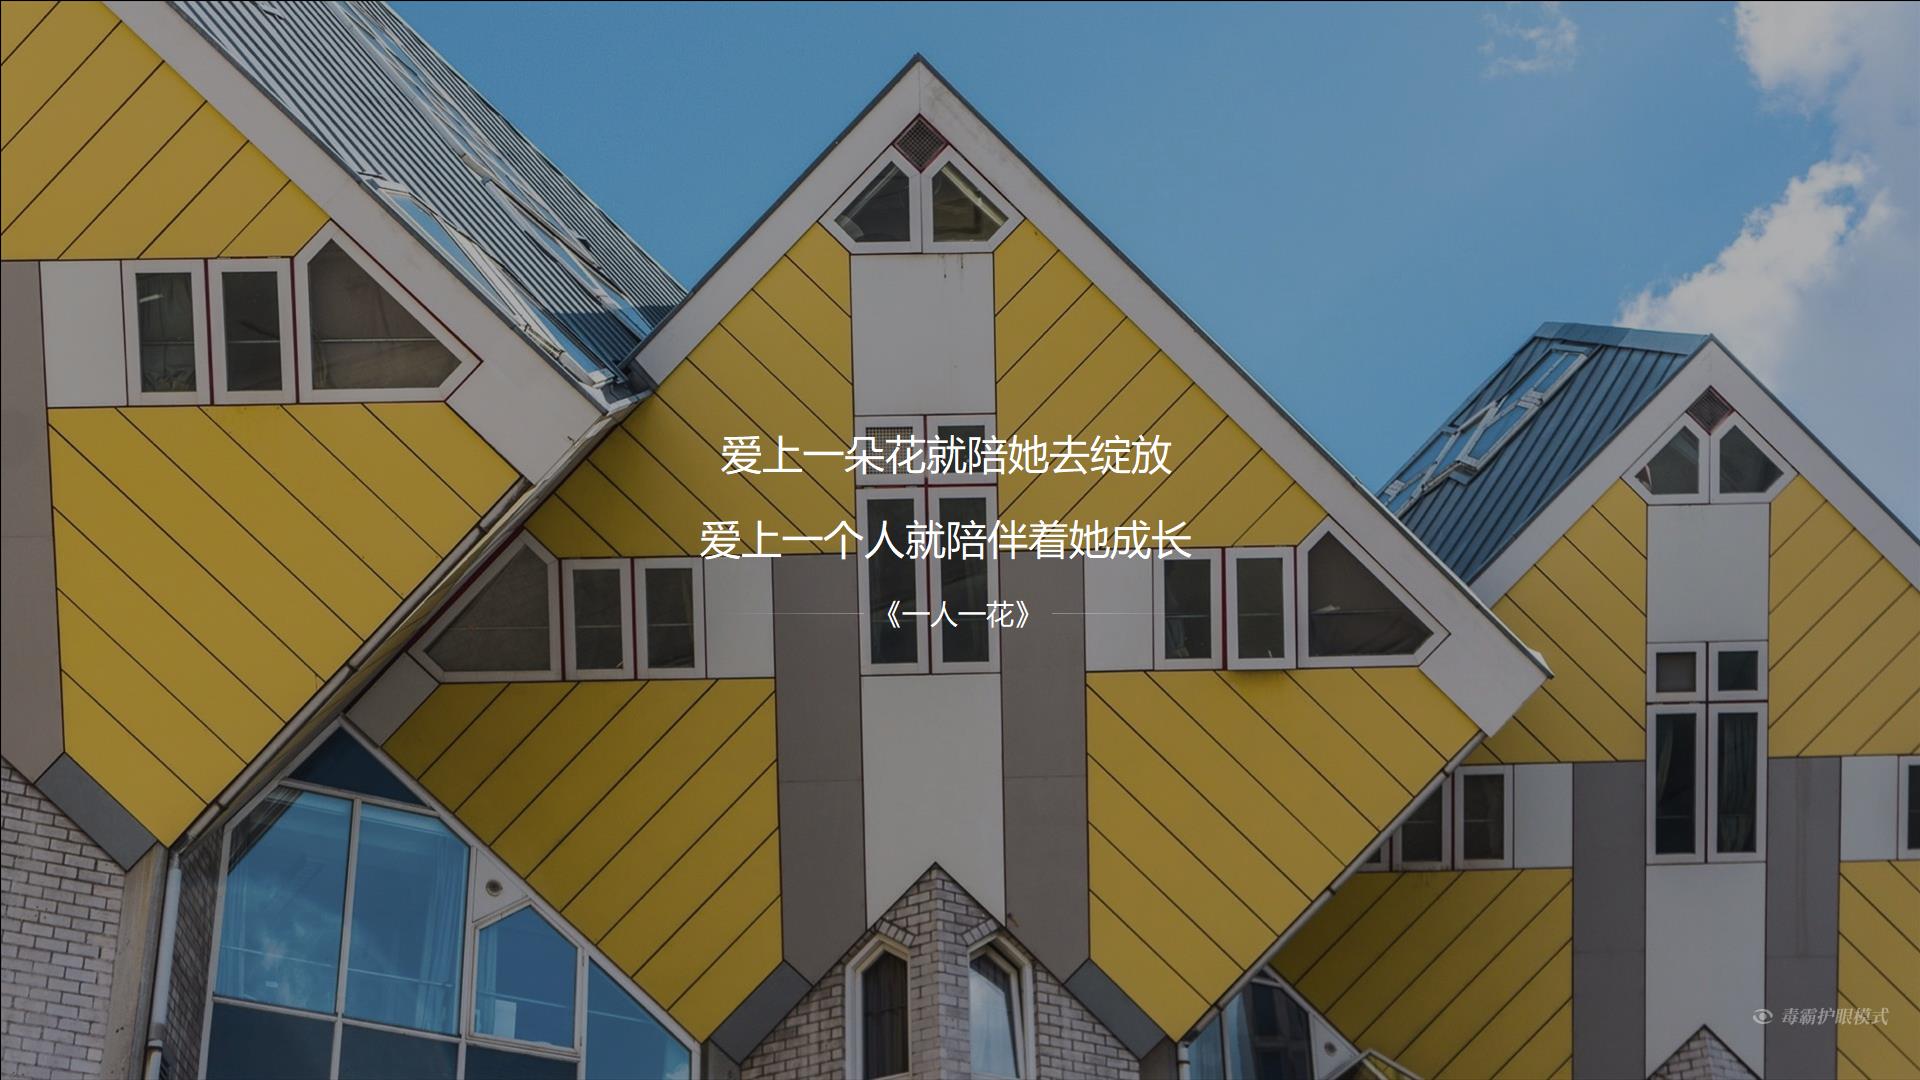 爱上一朵花就陪她去绽放
爱上一个人就陪伴着她成长
《一人一花》
毒霸护眼模式